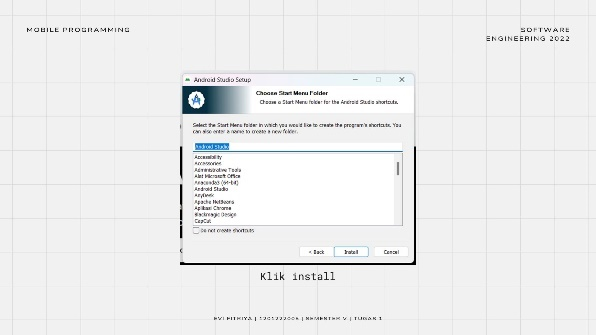 MOBILE PROGRAMMING
SOFTWARE
ENGINEERING 2022
Android Studio Setup
Choose Start Menu Folder
Choose a Start Menu folder for the Android Studio shortcuts.
Select the Start Menu folder in which you would like to create the program's shortcuts. You
can also enter a name to create a new folder.
Android Studio
Accessibility
Accessories
Administrative Tools
Alat Microsoft Office
Anaconda3 (64-bit)
Android Studio
AnyDesk
Apache NetBeans
Aplikasi Chrome
Blackmagic Design
CapCut
Do not create shortcuts
< Back
Install
Cancel
Klik install
EVI FITRIYA | 1201222005 | SEMESTER V | TUGAS 1